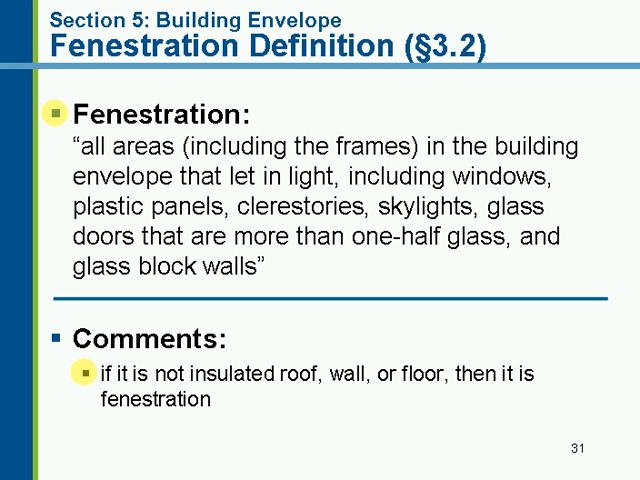 Section 5: Building Envelope
Fenestration Definition (§3.2)
▪ Fenestration:
“all areas (including the frames) in the building
envelope that let in light, including windows,
plastic panels, clerestories, skylights, glass
doors that are more than one-half glass, and
glass block walls”
▪ Comments:
▪ if it is not insulated roof, wall, or floor, then it is
fenestration
31